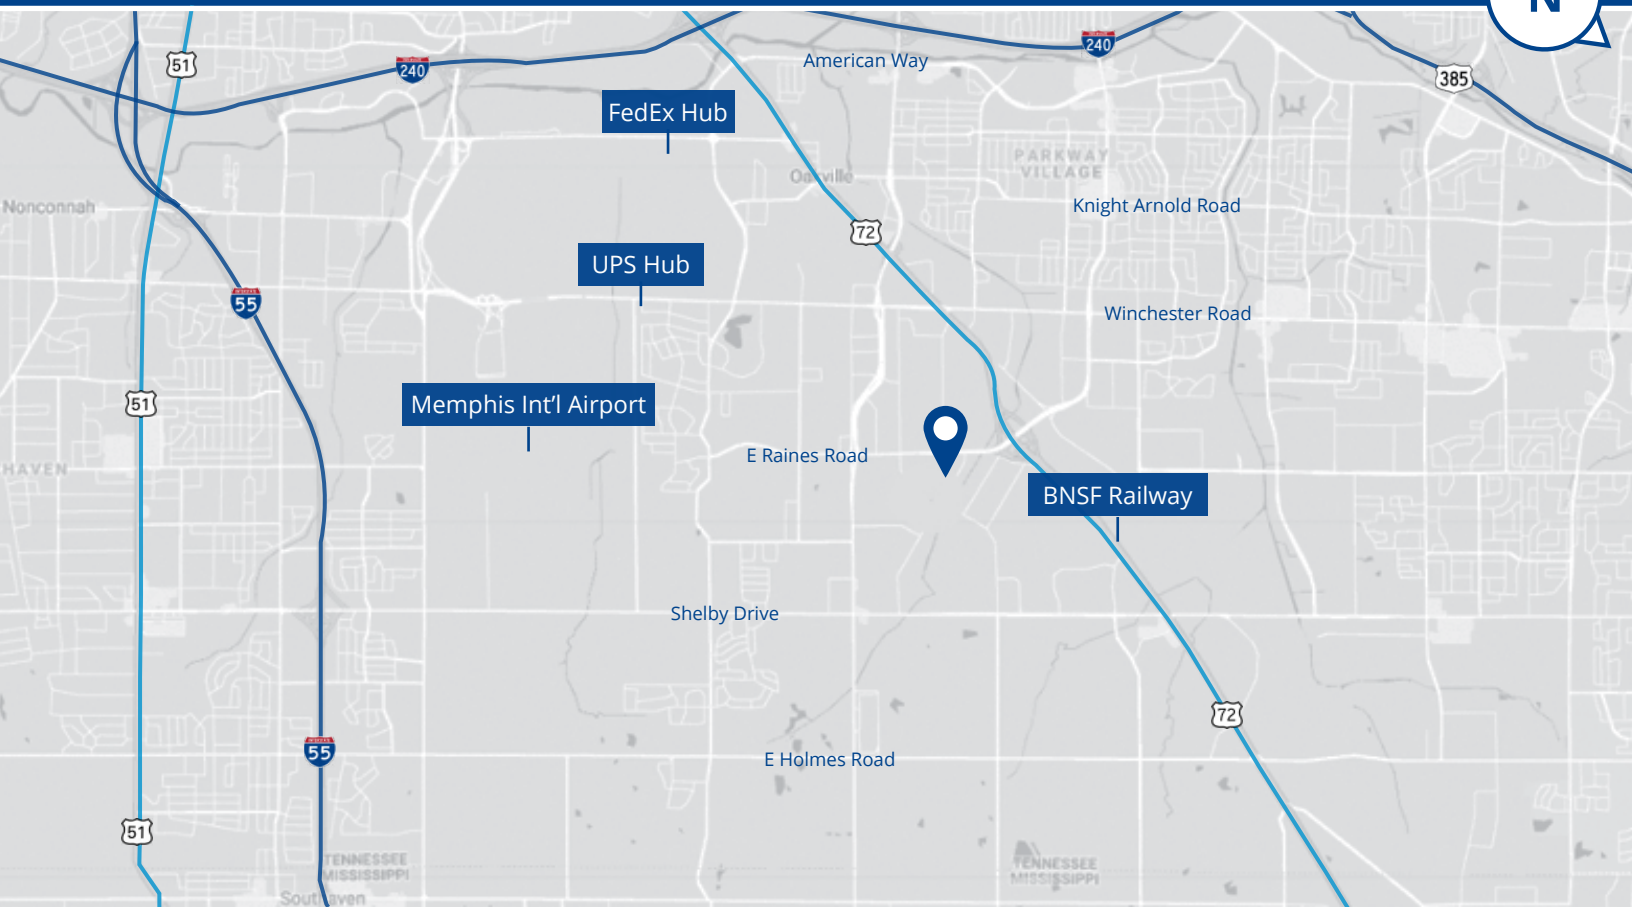 N
51
240
American Way
240
385
FedEx Hub
PARKWAY
VILLAGE
Oakville
Nonconnah
Knight Arnold Road
72
UPS Hub
55
Winchester Road
51
Memphis Int'l Airport
E Raines Road
HAVEN
BNSF Railway
Shelby Drive
72
55
E Holmes Road
51
TENNESSEE
MISSISSIPPI
TENNESSEE
MISSISSIPPI
Southaven